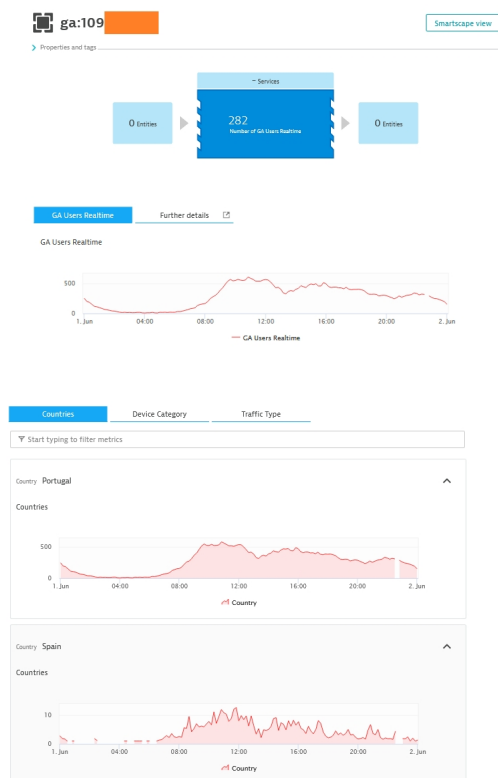 ga:109
Smartscape view
Properties and tags
- Services
0 Entities
282
Number of GA Users Realtime
0 Entities
GA Users Realtime
Further details
GA Users Realtime
500
0
1. Jun 04:00 08:00 12:00 16:00 20:00 2. Jun
GA Users Realtime
Countries Device Category Traffic Type
Start typing to filter metrics
Country Portugal
Countries
500
0
1. Jun 04:00 08:00 12:00 16:00 20:00 2. Jun
Country
Country Spain
Countries
10
0
1. Jun 04:00 08:00 12:00 16:00 20:00 2. Jun
Country